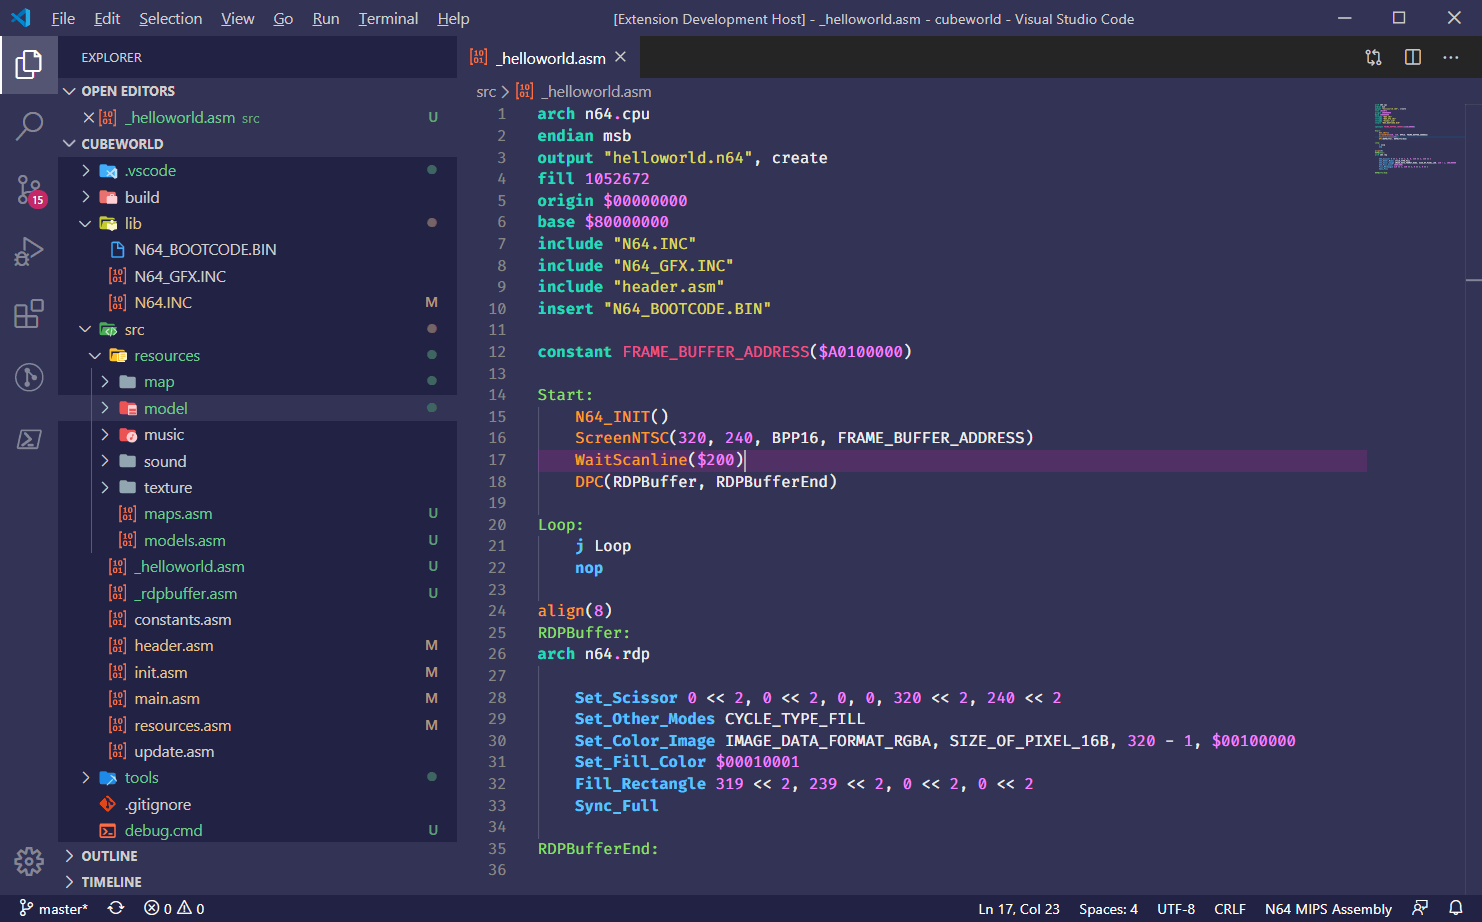 File Edit Selection View Go Run Terminal Help
[Extension Development Host] - _helloworld.asm - cubeworld - Visual Studio Code
EXPLORER
OPEN EDITORS
_helloworld.asm src U
CUBEWORLD
.vscode
build
lib
N64_BOOTCODE.BIN
N64_GFX.INC
N64.INC M
src
resources
map
model
music
sound
texture
maps.asm U
models.asm U
_helloworld.asm U
_rdpbuffer.asm U
constants.asm
header.asm M
init.asm M
main.asm M
resources.asm M
update.asm
tools
.gitignore
debug.cmd U
OUTLINE
TIMELINE
15
_helloworld.asm
src > _helloworld.asm
1 arch n64.cpu
2 endian msb
3 output "helloworld.n64", create
4 fill 1052672
5 origin $00000000
6 base $80000000
7 include "N64.INC"
8 include "N64_GFX.INC"
9 include "header.asm"
10 insert "N64_BOOTCODE.BIN"
11
12 constant FRAME_BUFFER_ADDRESS($A0100000)
13
14 Start:
15 N64_INIT()
16 ScreenNTSC(320, 240, BPP16, FRAME_BUFFER_ADDRESS)
17 WaitScanline($200)
18 DPC(RDPBuffer, RDPBufferEnd)
19
20 Loop:
21 j Loop
22 nop
23
24 align(8)
25 RDPBuffer:
26 arch n64.rdp
27
28 Set_Scissor 0 << 2, 0 << 2, 0, 0, 320 << 2, 240 << 2
29 Set_Other_Modes CYCLE_TYPE_FILL
30 Set_Color_Image IMAGE_DATA_FORMAT_RGBA, SIZE_OF_PIXEL_16B, 320 - 1, $00100000
31 Set_Fill_Color $00010001
32 Fill_Rectangle 319 << 2, 239 << 2, 0 << 2, 0 << 2
33 Sync_Full
34
35 RDPBufferEnd:
36
master* 0 0 Ln 17, Col 23 Spaces: 4 UTF-8 CRLF N64 MIPS Assembly